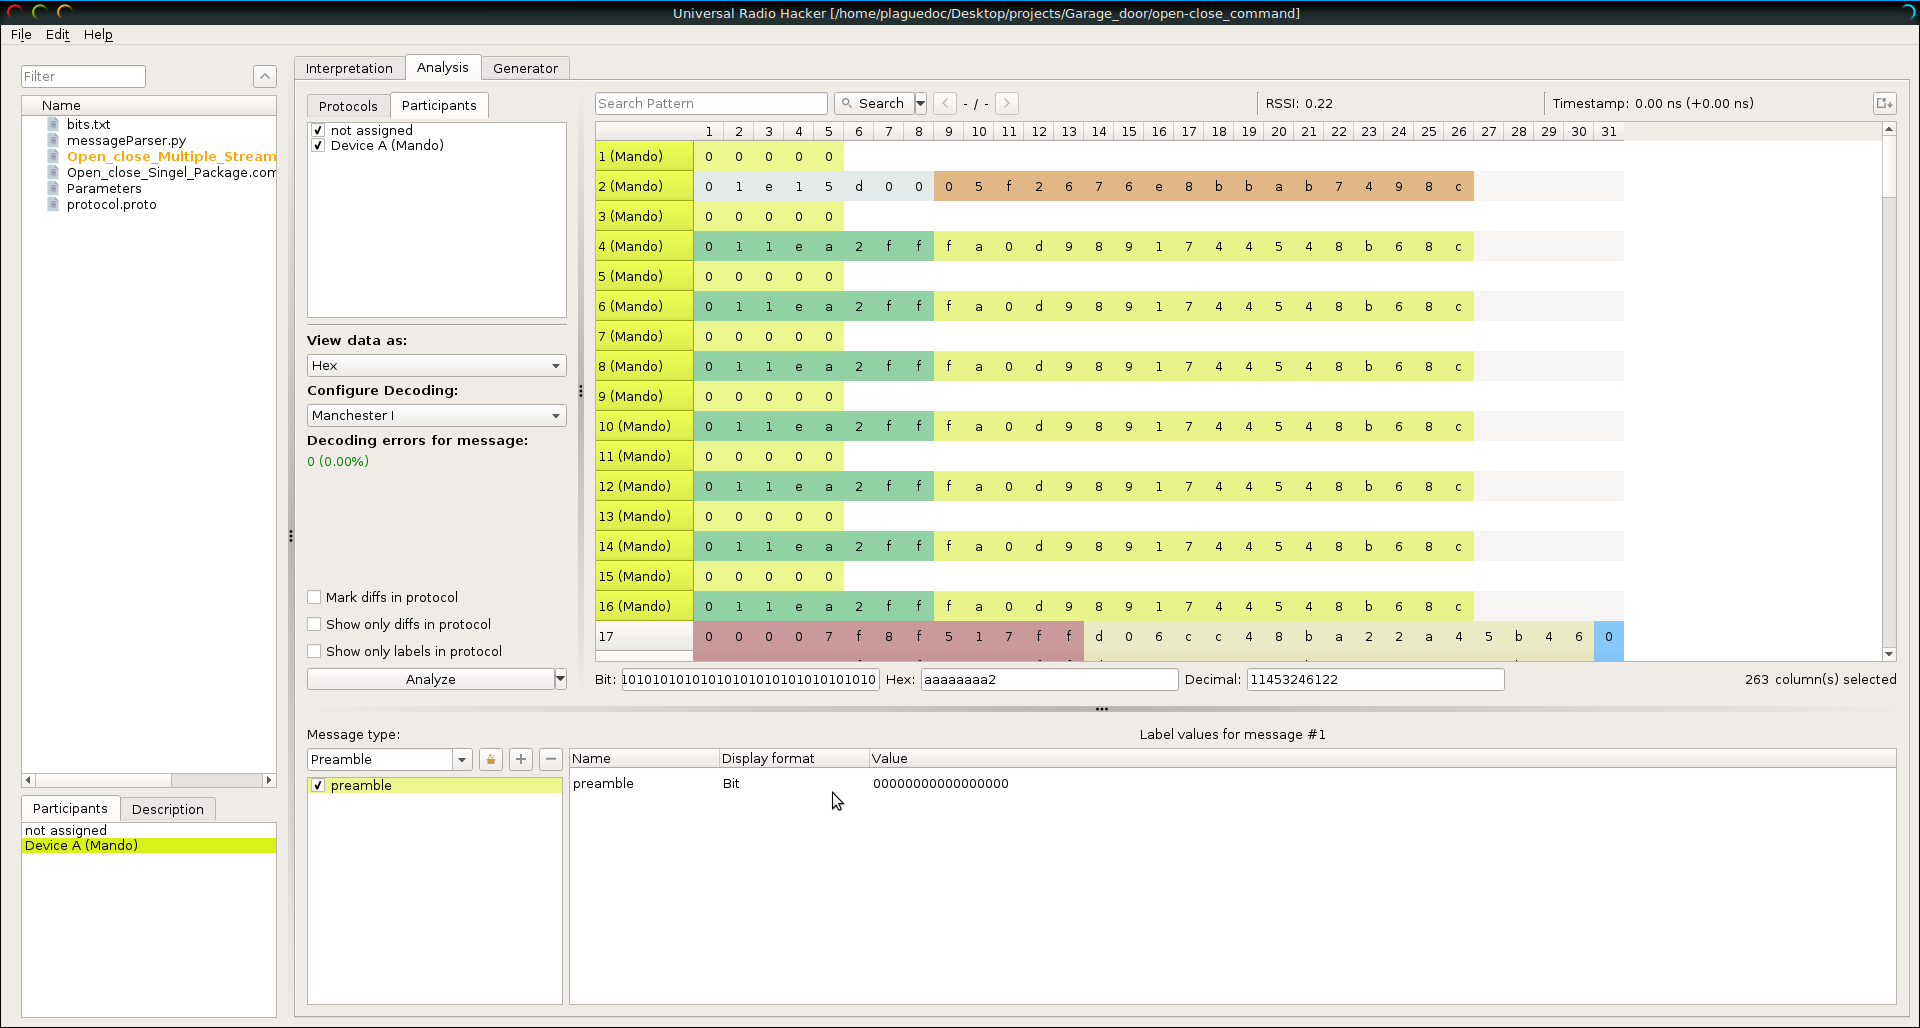 Universal Radio Hacker [/home/plaguedoc/Desktop/projects/Garage_door/open-close_command]
File Edit Help
Filter
Name
bits.txt
messageParser.py
Open_close_Multiple_Stream
Open_close_Singel_Package.com
Parameters
protocol.proto
Participants Description
not assigned
Device A (Mando)
Interpretation Analysis Generator
Protocols Participants
not assigned
Device A (Mando)
View data as:
Hex
Configure Decoding:
Manchester I
Decoding errors for message:
0 (0.00%)
Mark diffs in protocol
Show only diffs in protocol
Show only labels in protocol
Analyze
Search Pattern Search - / - RSSI: 0.22 Timestamp: 0.00 ns (+0.00 ns)
1 2 3 4 5 6 7 8 9 10 11 12 13 14 15 16 17 18 19 20 21 22 23 24 25 26 27 28 29 30 31
1 (Mando) 0 0 0 0 0
2 (Mando) 0 1 e 1 5 d 0 0 0 5 f 2 6 7 6 e 8 b b a b 7 4 9 8 c
3 (Mando) 0 0 0 0 0
4 (Mando) 0 1 1 e a 2 f f f a 0 d 9 8 9 1 7 4 4 5 4 8 b 6 8 c
5 (Mando) 0 0 0 0 0
6 (Mando) 0 1 1 e a 2 f f f a 0 d 9 8 9 1 7 4 4 5 4 8 b 6 8 c
7 (Mando) 0 0 0 0 0
8 (Mando) 0 1 1 e a 2 f f f a 0 d 9 8 9 1 7 4 4 5 4 8 b 6 8 c
9 (Mando) 0 0 0 0 0
10 (Mando) 0 1 1 e a 2 f f f a 0 d 9 8 9 1 7 4 4 5 4 8 b 6 8 c
11 (Mando) 0 0 0 0 0
12 (Mando) 0 1 1 e a 2 f f f a 0 d 9 8 9 1 7 4 4 5 4 8 b 6 8 c
13 (Mando) 0 0 0 0 0
14 (Mando) 0 1 1 e a 2 f f f a 0 d 9 8 9 1 7 4 4 5 4 8 b 6 8 c
15 (Mando) 0 0 0 0 0
16 (Mando) 0 1 1 e a 2 f f f a 0 d 9 8 9 1 7 4 4 5 4 8 b 6 8 c
17 0 0 0 0 7 f 8 f 5 1 7 f f d 0 6 c c 4 8 b a 2 2 a 4 5 b 4 6 0
Bit: 10101010101010101010101010101010 Hex: aaaaaaaa2 Decimal: 11453246122 263 column(s) selected
Message type:
Preamble
preamble
Label values for message #1
Name Display format Value
preamble Bit 00000000000000000